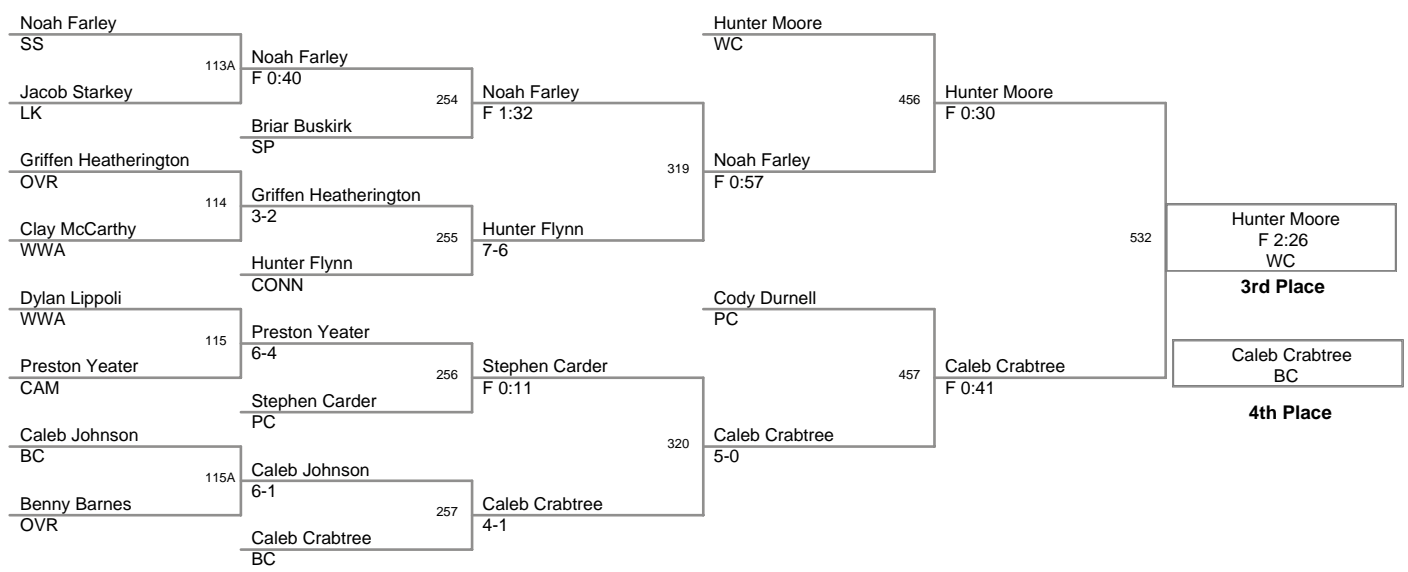 Noah Farley
SS
113A
Jacob Starkey
LK
Griffen Heatherington
OVR
114
Clay McCarthy
WWA
Dylan Lippoli
WWA
115
Preston Yeater
CAM
Caleb Johnson
BC
115A
Benny Barnes
OVR
Noah Farley
F 0:40
254
Briar Buskirk
SP
Griffen Heatherington
3-2
255
Hunter Flynn
CONN
Preston Yeater
6-4
256
Stephen Carder
PC
Caleb Johnson
6-1
257
Caleb Crabtree
BC
Noah Farley
F 1:32
319
Hunter Flynn
7-6
Stephen Carder
F 0:11
320
Caleb Crabtree
4-1
Hunter Moore
WC
456
Noah Farley
F 0:57
Cody Durnell
PC
457
Caleb Crabtree
5-0
Hunter Moore
F 0:30
532
Caleb Crabtree
F 0:41
Hunter Moore
F 2:26
WC
3rd Place
Caleb Crabtree
BC
4th Place